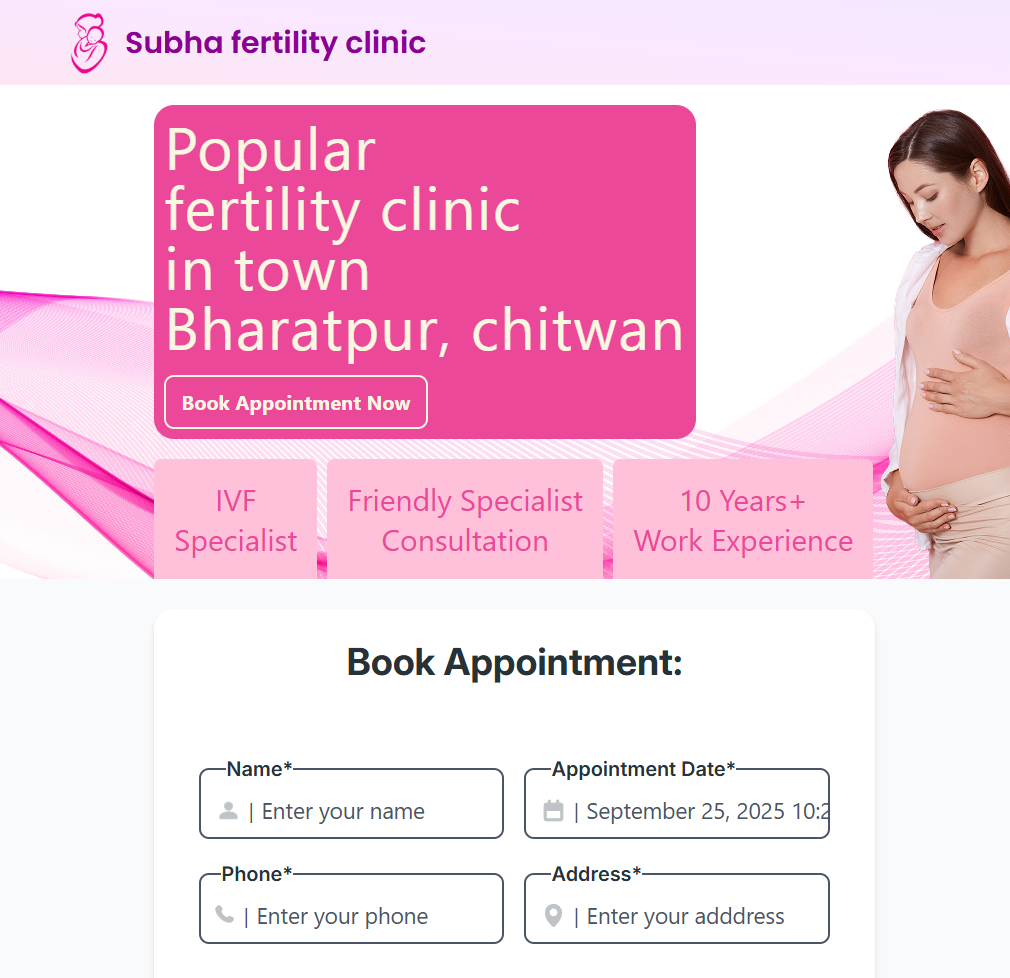 Subha fertility clinic
Popular
fertility clinic
in town
Bharatpur, chitwan
Book Appointment Now
IVF
Specialist
Friendly Specialist
Consultation
10 Years+
Work Experience
Book Appointment:
Name*
| Enter your name
Appointment Date*
| September 25, 2025 10:2
Phone*
| Enter your phone
Address*
| Enter your adddress